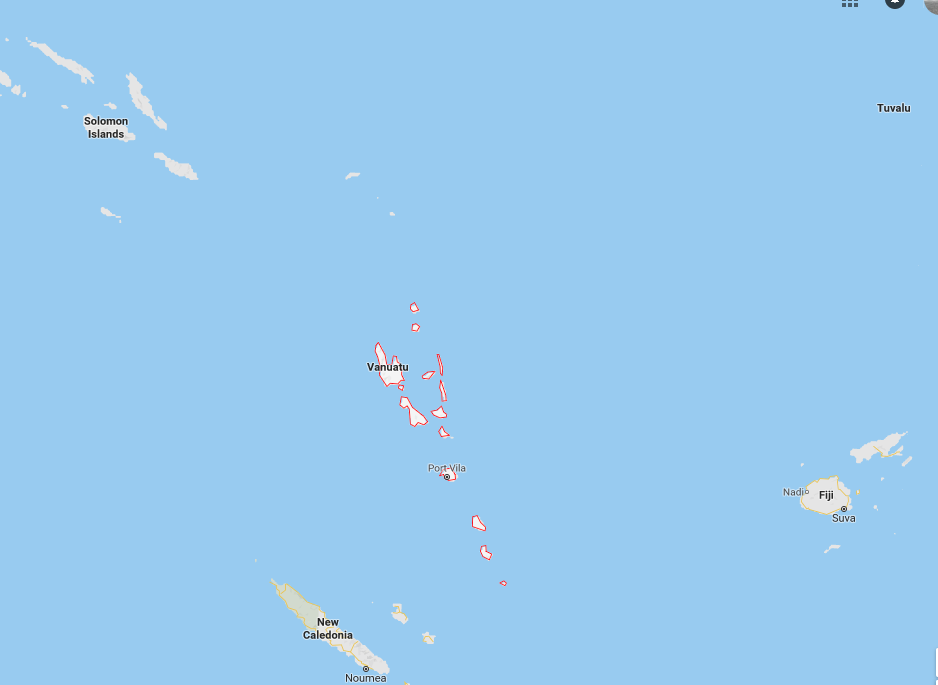 Tuvalu
Solomon
Islands
Vanuatu
Port-Vila
Nadi
Fiji
Suva
New
Caledonia
Noumea